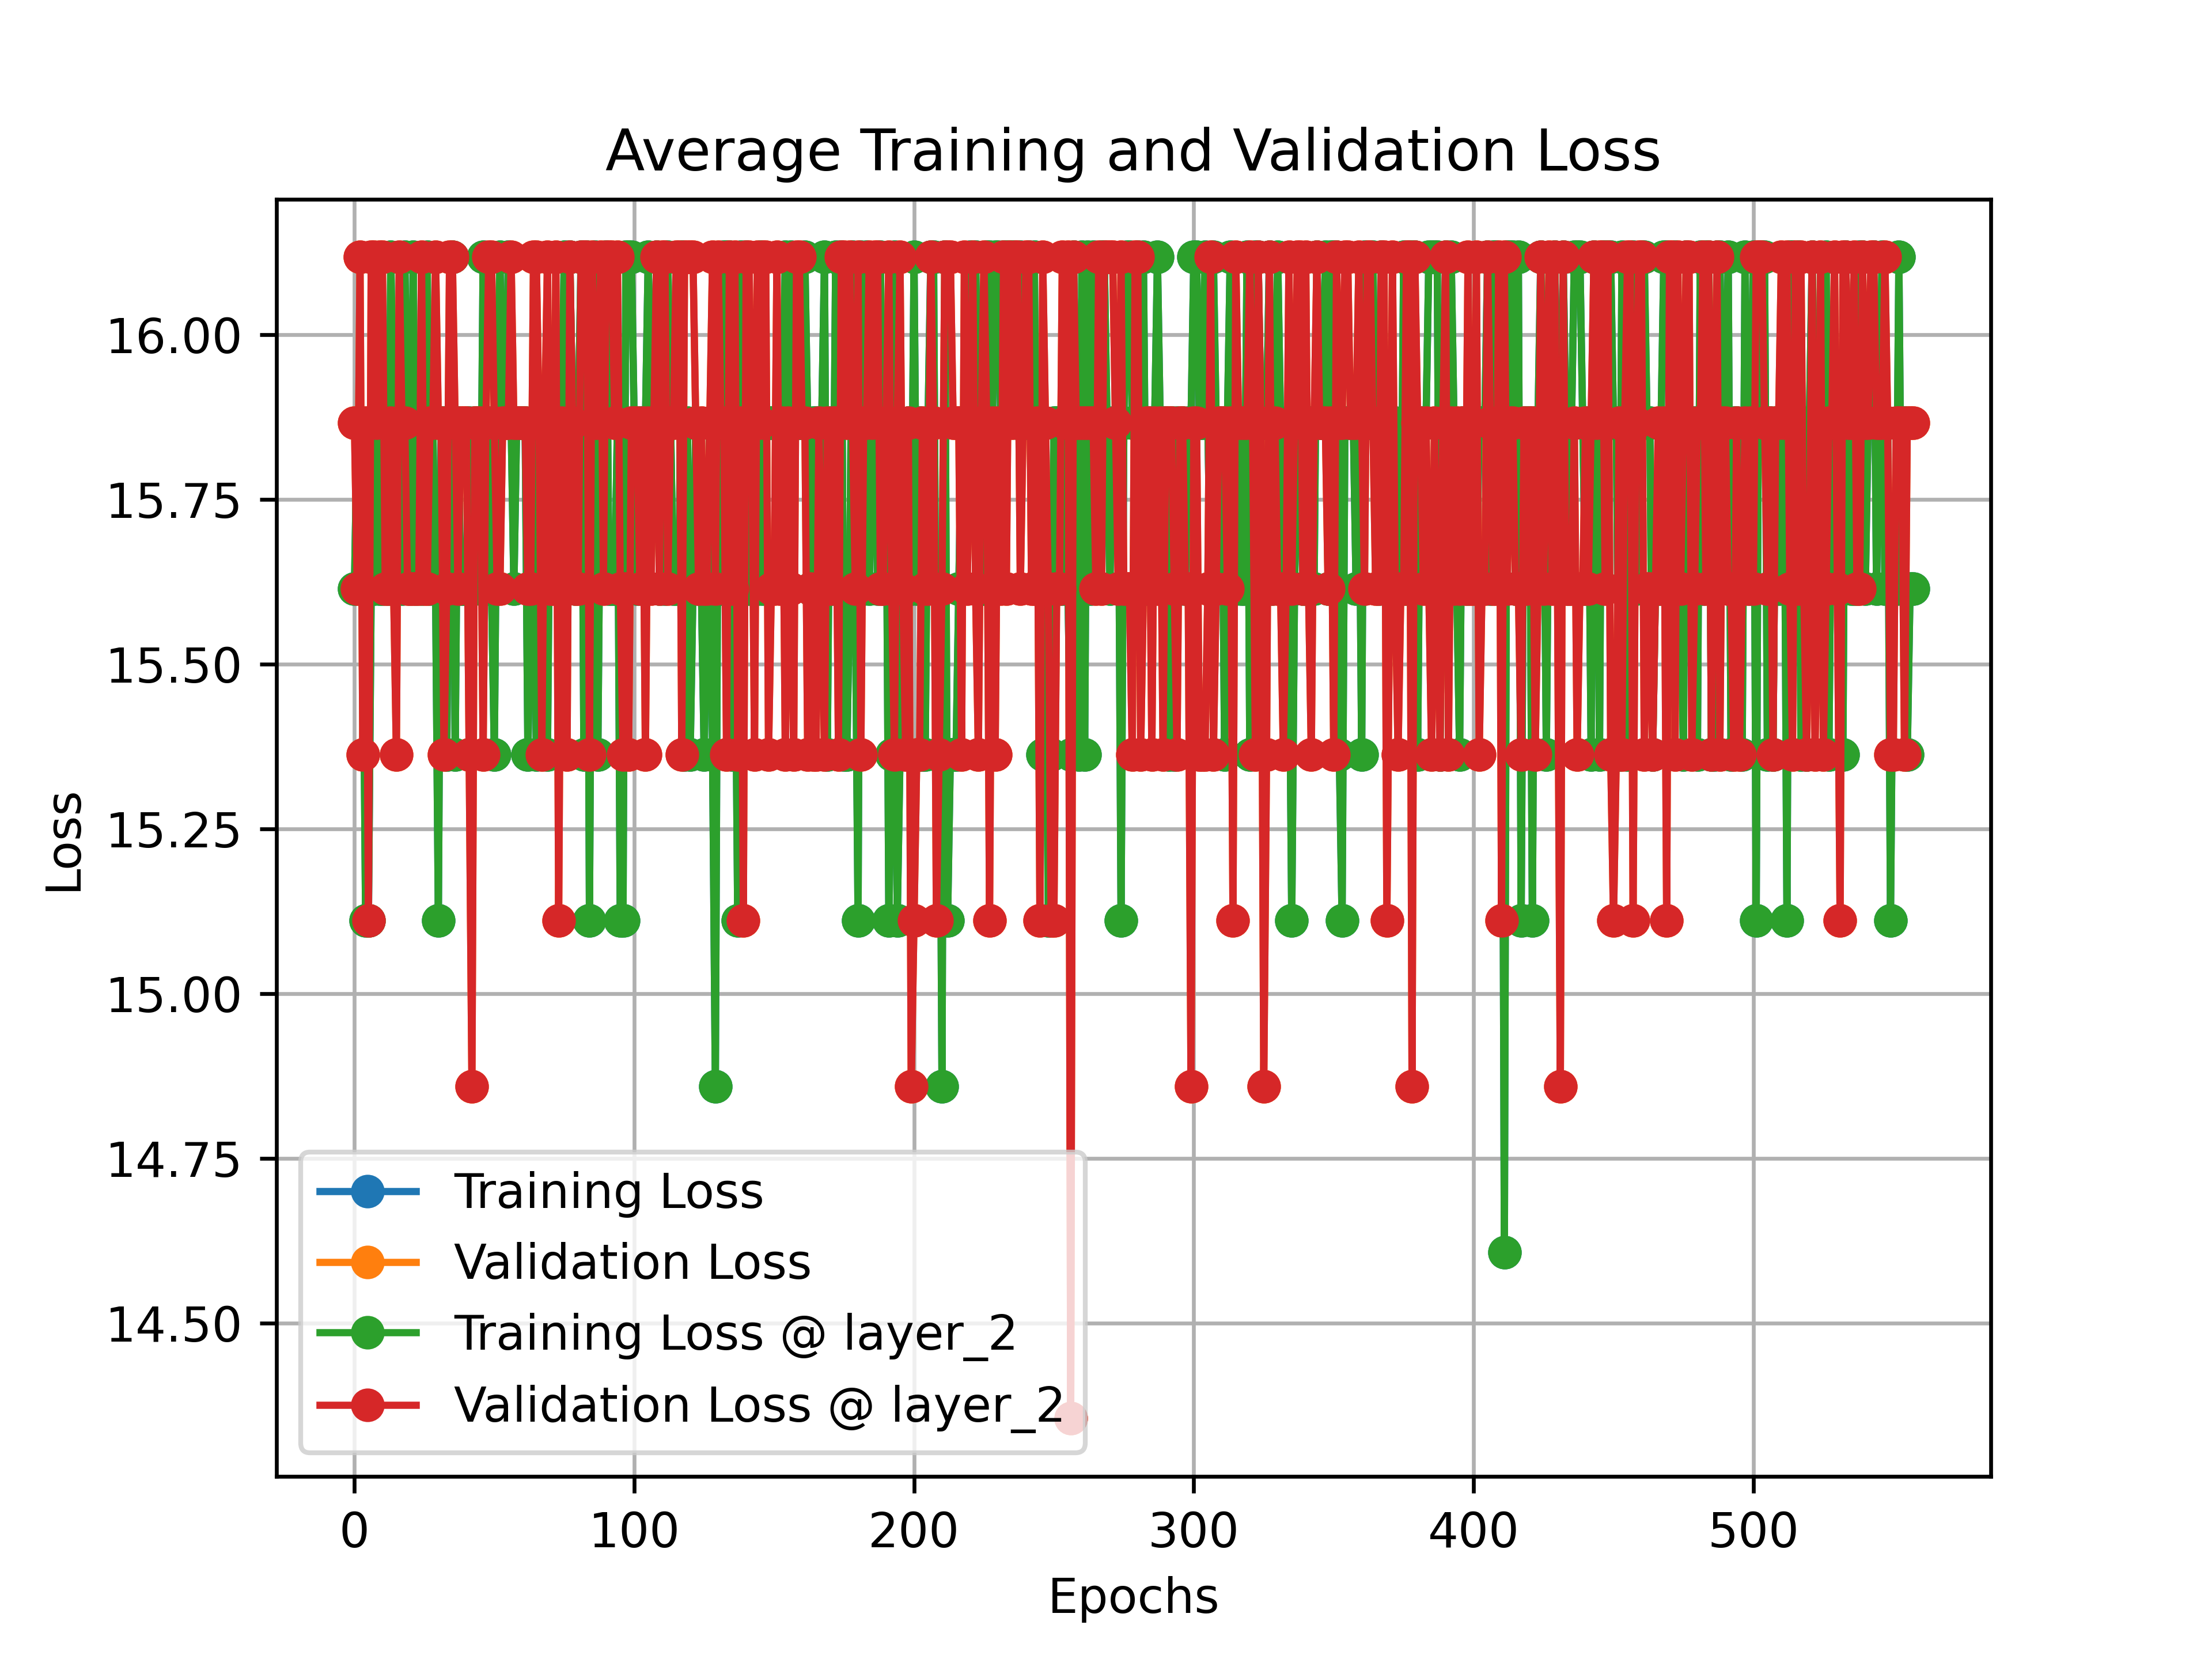 Average Training and Validation Loss
Loss
16.00
15.75
15.50
15.25
15.00
14.75
14.50
Training Loss
Validation Loss
Training Loss @ layer_2
Validation Loss @ layer_2
0 100 200 300 400 500
Epochs